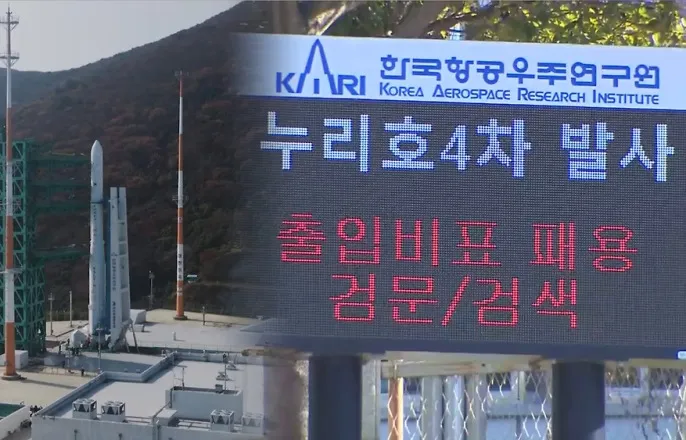 KARI 한국항공우주연구원
KOREA AEROSPACE RESEARCH INSTITUTE
누리호4차 발사
출입비표 패용
검문/검색